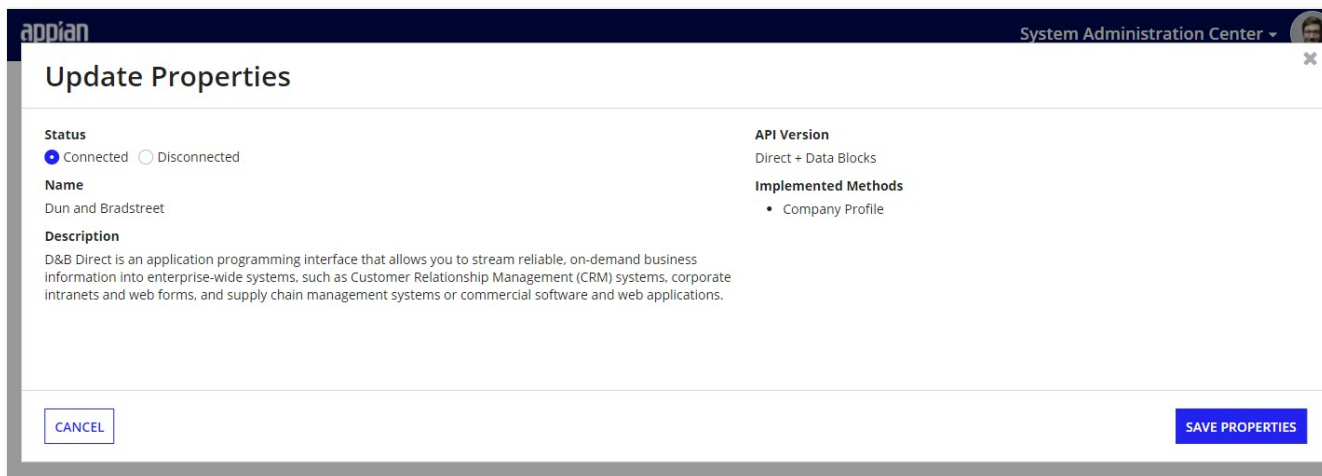 appian
System Administration Center
Update Properties
Status
Connected Disconnected
Name
Dun and Bradstreet
Description
D&B Direct is an application programming interface that allows you to stream reliable, on-demand business
information into enterprise-wide systems, such as Customer Relationship Management (CRM) systems, corporate
intranets and web forms, and supply chain management systems or commercial software and web applications.
API Version
Direct + Data Blocks
Implemented Methods
• Company Profile
CANCEL
SAVE PROPERTIES